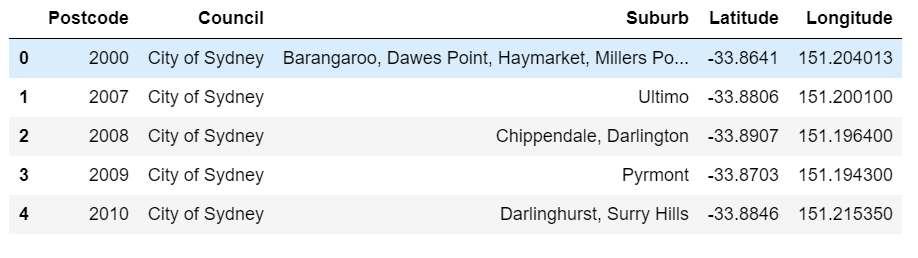 Postcode Council Suburb Latitude Longitude
0 2000 City of Sydney Barangaroo, Dawes Point, Haymarket, Millers Po... -33.8641 151.204013
1 2007 City of Sydney Ultimo -33.8806 151.200100
2 2008 City of Sydney Chippendale, Darlington -33.8907 151.196400
3 2009 City of Sydney Pyrmont -33.8703 151.194300
4 2010 City of Sydney Darlinghurst, Surry Hills -33.8846 151.215350